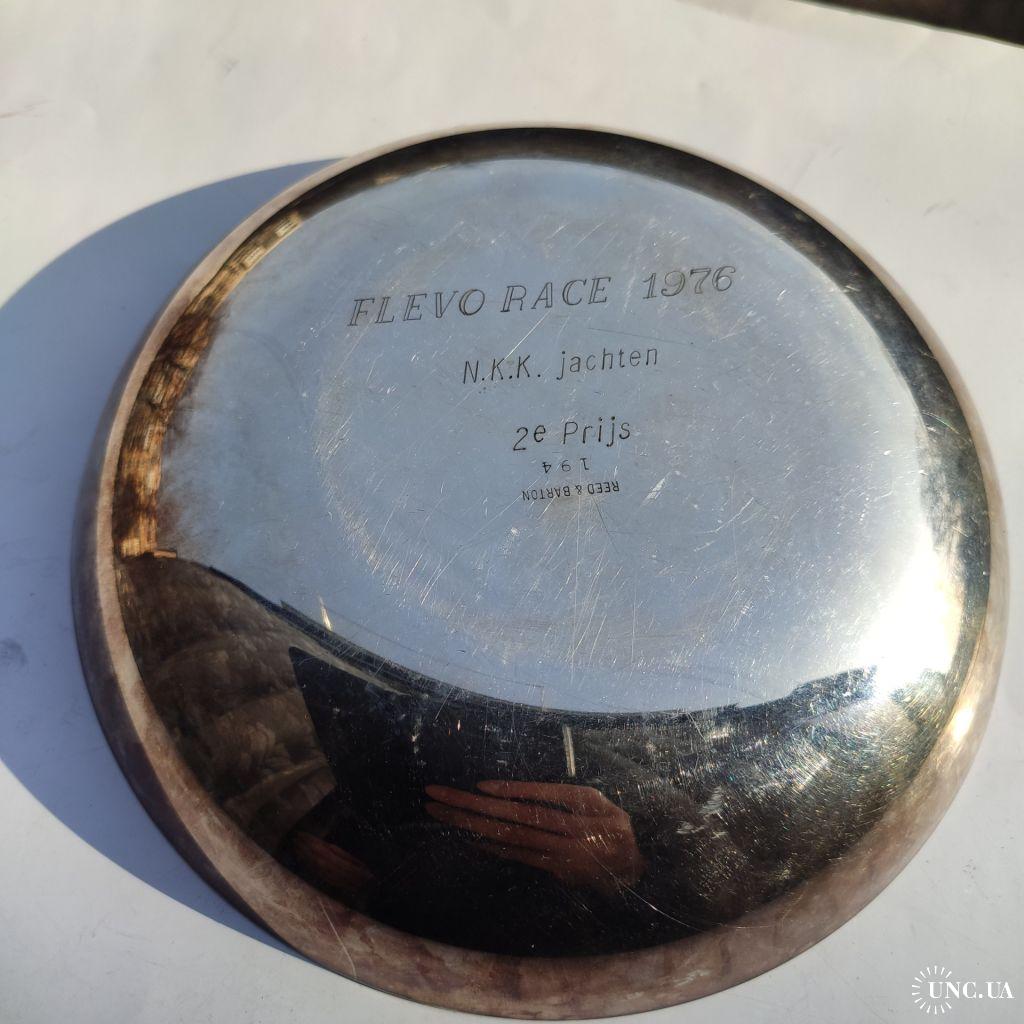 FLEVO RACE 1976
N.K.K. jachten
2e Prijs
194
REED & BARTON
UNC.UA